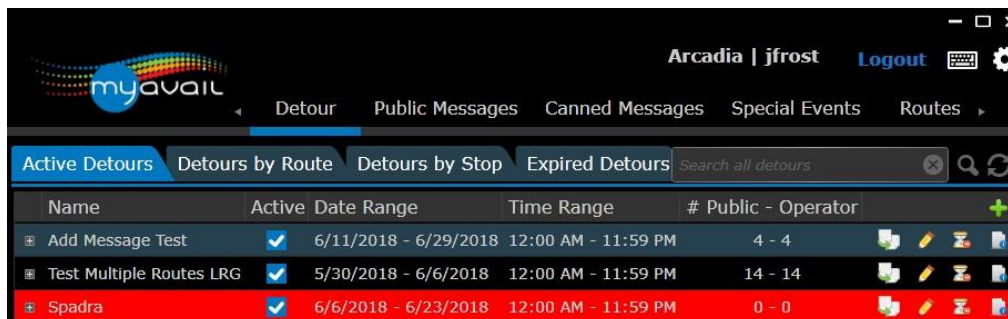 Arcadia | jfrost Logout
myavail
Detour Public Messages Canned Messages Special Events Routes
Active Detours Detours by Route Detours by Stop Expired Detours Search all detours
Name Active Date Range Time Range # Public - Operator
Add Message Test 6/11/2018 - 6/29/2018 12:00 AM - 11:59 PM 4 - 4
Test Multiple Routes LRG 5/30/2018 - 6/6/2018 12:00 AM - 11:59 PM 14 - 14
Spadra 6/6/2018 - 6/23/2018 12:00 AM - 11:59 PM 0 - 0